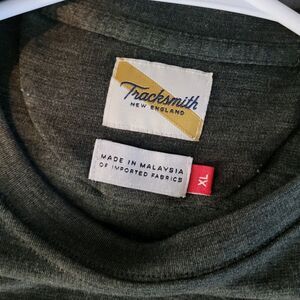 Tracksmith
NEW ENGLAND
MADE IN MALAYSIA
OF IMPORTED FABRICS
XL